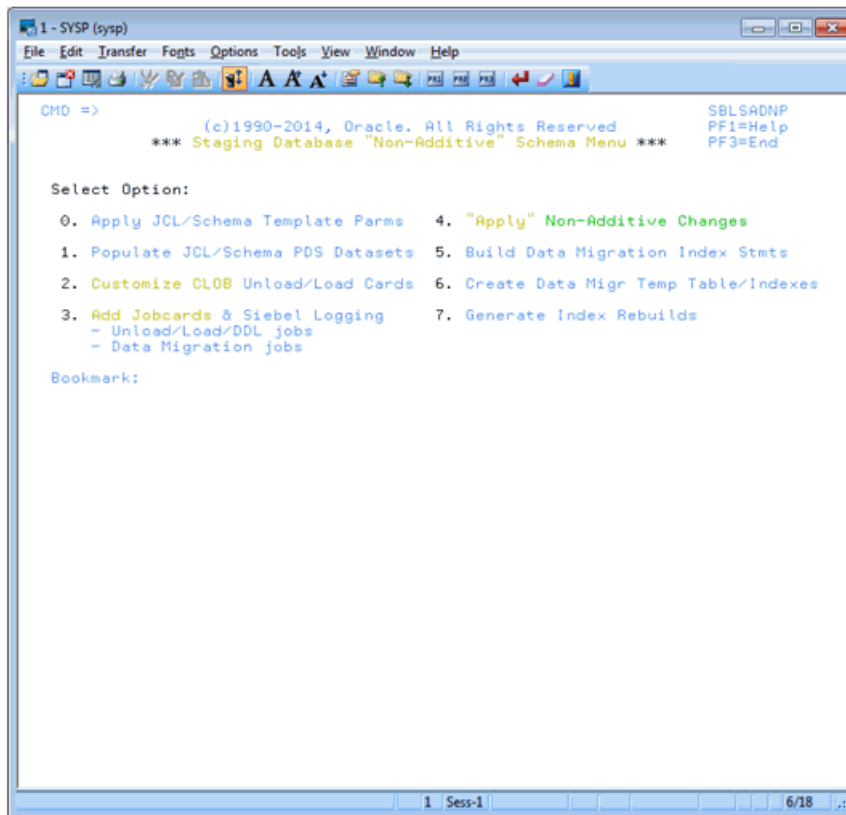 1 - SYSP (sysp)
File Edit Transfer Fonts Options Tools View Window Help
A A A
PA1 PA2 PA3
CMD => SBLSADNP
(c)1990-2014, Oracle. All Rights Reserved PF1=Help
*** Staging Database "Non-Additive" Schema Menu *** PF3=End
Select Option:
0. Apply JCL/Schema Template Parms 4. "Apply" Non-Additive Changes
1. Populate JCL/Schema PDS Datasets 5. Build Data Migration Index Stmts
2. Customize CLOB Unload/Load Cards 6. Create Data Migr Temp Table/Indexes
3. Add Jobcards & Siebel Logging 7. Generate Index Rebuilds
- Unload/Load/DDL jobs
- Data Migration jobs
Bookmark:
1 Sess-1 6/18